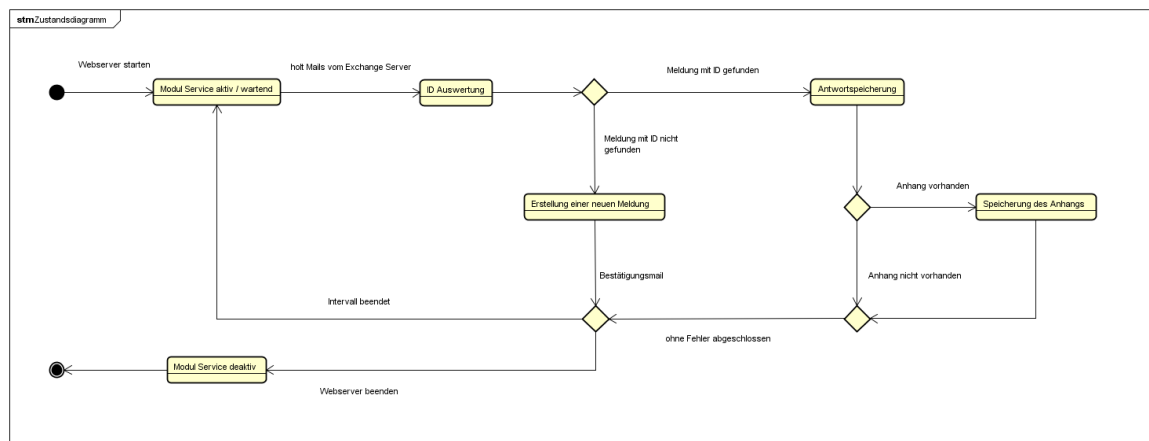 stm Zustandsdiagramm
Webserver starten
holt Mails vom Exchange Server
Meldung mit ID gefunden
Modul Service aktiv / wartend
ID Auswertung
Antwortspeicherung
Meldung mit ID nicht
gefunden
Anhang vorhanden
Erstellung einer neuen Meldung
Speicherung des Anhangs
Bestätigungsmail
Anhang nicht vorhanden
Intervall beendet
ohne Fehler abgeschlossen
Modul Service deaktiv
Webserver beenden